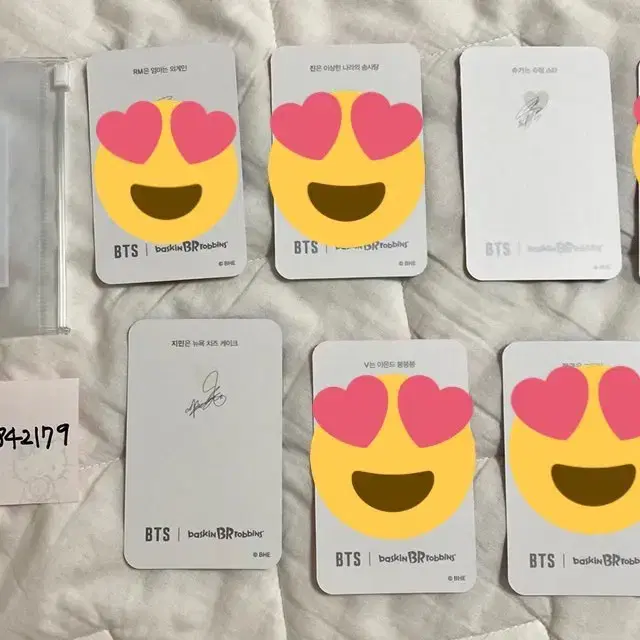 RM은 엄마는 외계인
진은 이상한 나라의 솜사탕
슈가는 슈팅 스타
BTS | baskin BR robbins
© BHE
BTS | baskin BR robbins
© BHE
BTS | baskin BR robbins
© BHE
지민은 뉴욕 치즈 케이크
V는 아몬드 봉봉봉
842179
BTS | baskin BR robbins
© BHE
BTS | baskin BR robbins
© BHE
BTS | baskin BR robbins